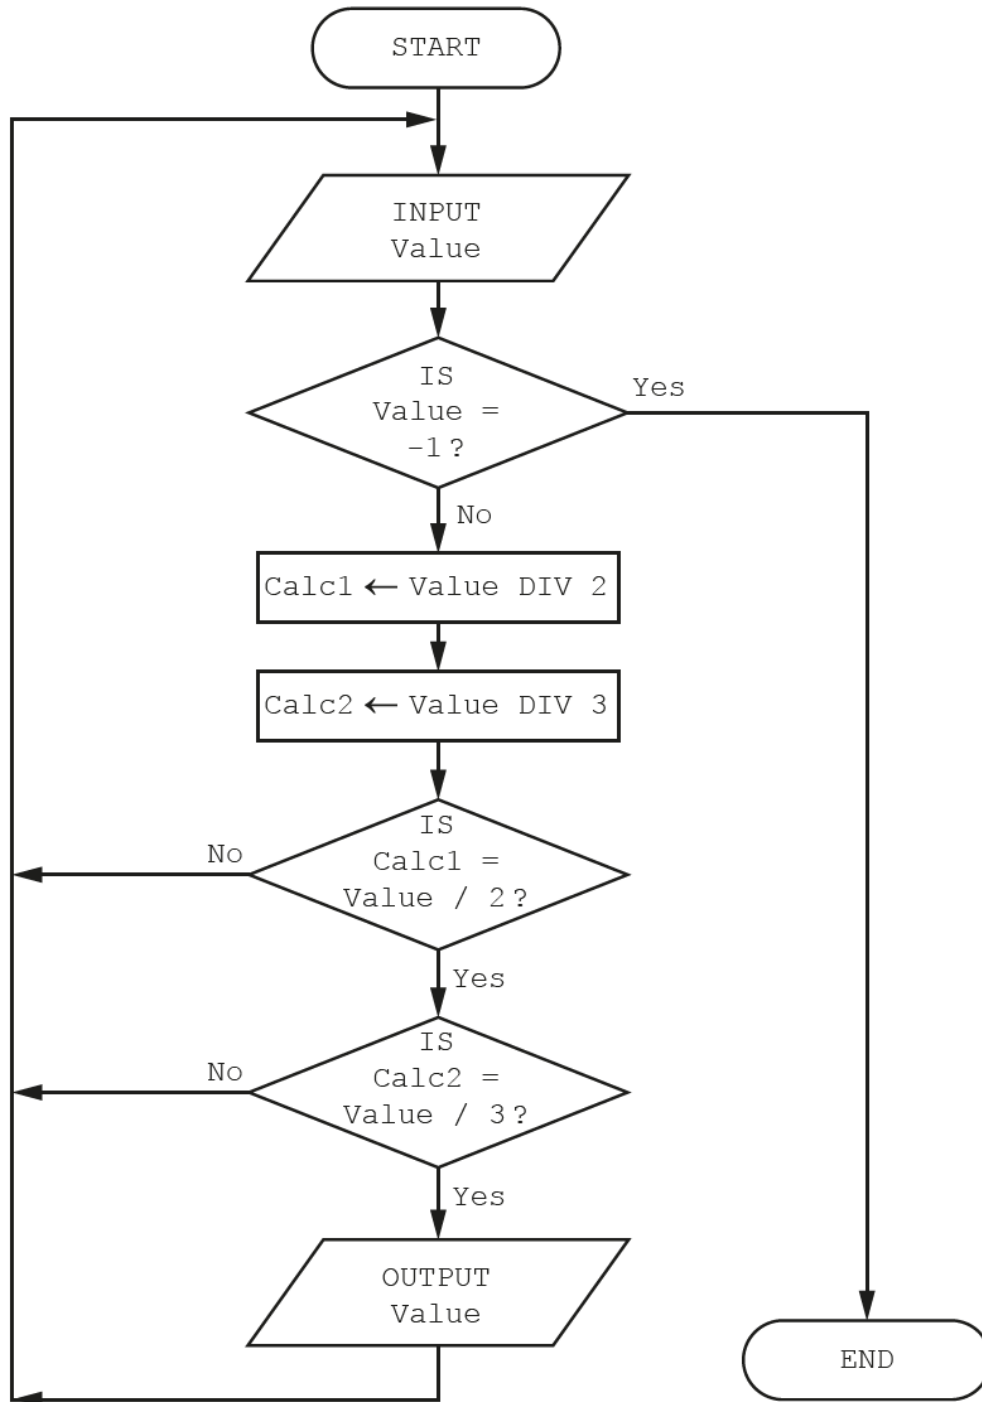 START
INPUT
Value
IS
Value =
-1?
Yes
No
Calc1 ← Value DIV 2
Calc2 ← Value DIV 3
IS
Calc1 =
Value / 2?
No
Yes
IS
Calc2 =
Value / 3?
No
Yes
OUTPUT
Value
END